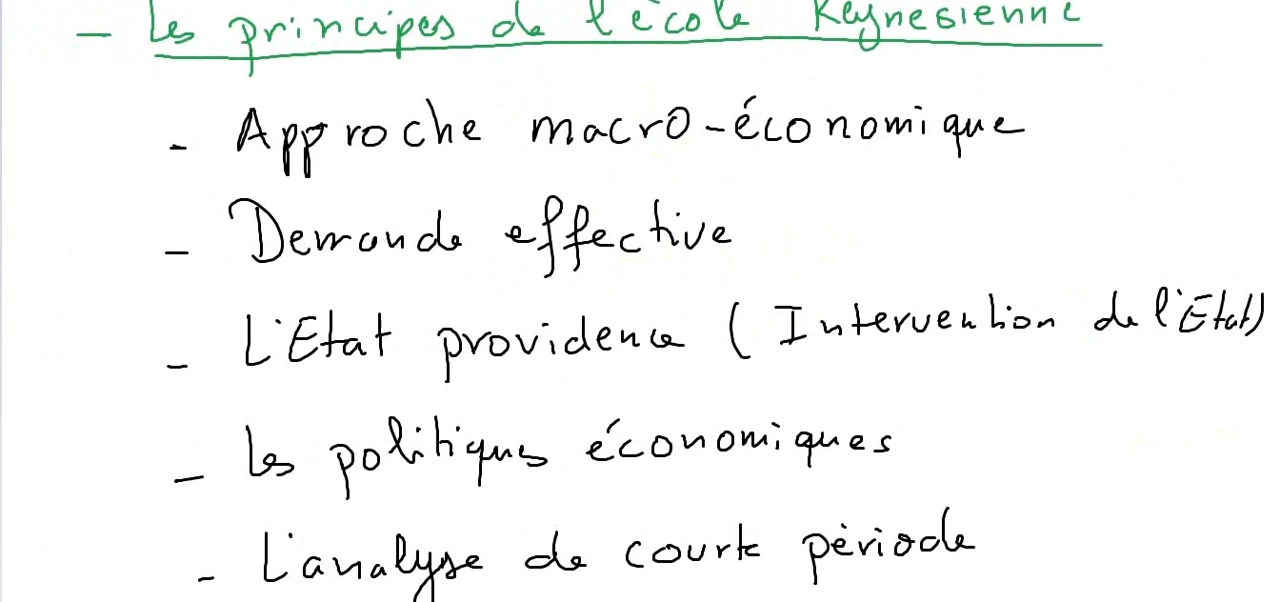 - Les principes de l'école Keynesienne
- Approche macro-économique
- Demande effective
- L'Etat providence (Intervention de l'Etat)
- Les politiques économiques
- L'analyse de courte période